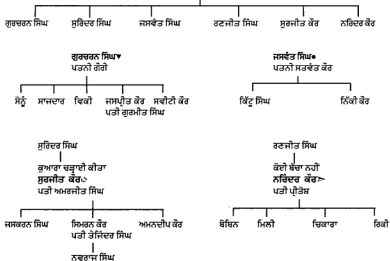 ਗੁਰਚਰਨ ਸਿੰਘ ਸੁਰਿੰਦਰ ਸਿੰਘ ਜਸਵੰਤ ਸਿੰਘ ਰਣਜੀਤ ਸਿੰਘ ਸੁਰਜੀਤ ਕੌਰ ਨਰਿਦਰ ਕੌਰ
ਗੁਰਚਰਨ ਸਿੰਘ▾ ਜਸਵੰਤ ਸਿੰਘ●
ਪਤਨੀ ਗੌਰੀ ਪਤਨੀ ਸਤਵੰਤ ਕੌਰ
ਸੋਨੂੰ ਸਾਜਦਾਰ ਵਿਕੀ ਜਸਪ੍ਰੀਤ ਕੌਰ ਸਵੀਟੀ ਕੌਰ ਕਿੱਟੂ ਸਿੰਘ ਨਿੱਕੀ ਕੌਰ
ਪਤੀ ਗੁਰਮੀਤ ਸਿੰਘ
ਸੁਰਿਦਰ ਸਿੰਘ ਰਣਜੀਤ ਸਿੰਘ
ਕੁਆਰਾ ਚੜ੍ਹਾਈ ਕੀਤਾ ਕੋਈ ਬੱਚਾ ਨਹੀਂ
ਸੁਰਜੀਤ ਕੌਰ ਨਰਿੰਦਰ ਕੌਰ
ਪਤੀ ਅਮਰਜੀਤ ਸਿੰਘ ਪਤੀ ਪ੍ਰੀਤੋਸ਼
ਜਸਕਰਨ ਸਿੰਘ ਸਿਮਰਨ ਕੌਰ ਅਮਨਦੀਪ ਕੌਰ ਥੋਬਿਨ ਮਿਲੀ ਚਿਕਾਰਾ ਰਿਕੀ
ਪਤੀ ਤੇਜਿੰਦਰ ਸਿੰਘ
ਨਵਰਾਜ ਸਿੰਘ